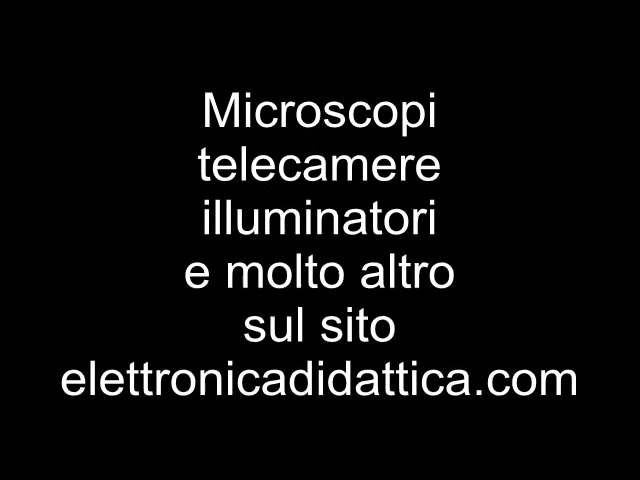 Microscopi
telecamere
illuminatori
e molto altro
sul sito
elettronicadidattica.com